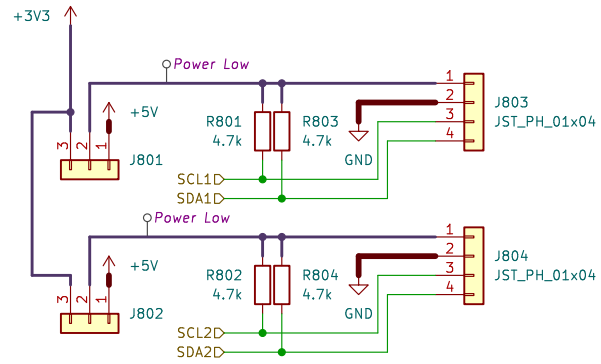 +3V3
Power Low
1
2
3
4
J803
JST_PH_01x04
+5V
R801
4.7k
R803
4.7k
GND
3
2
1
J801
SCL1
SDA1
Power Low
1
2
3
4
J804
JST_PH_01x04
+5V
R802
4.7k
R804
4.7k
GND
3
2
1
J802
SCL2
SDA2